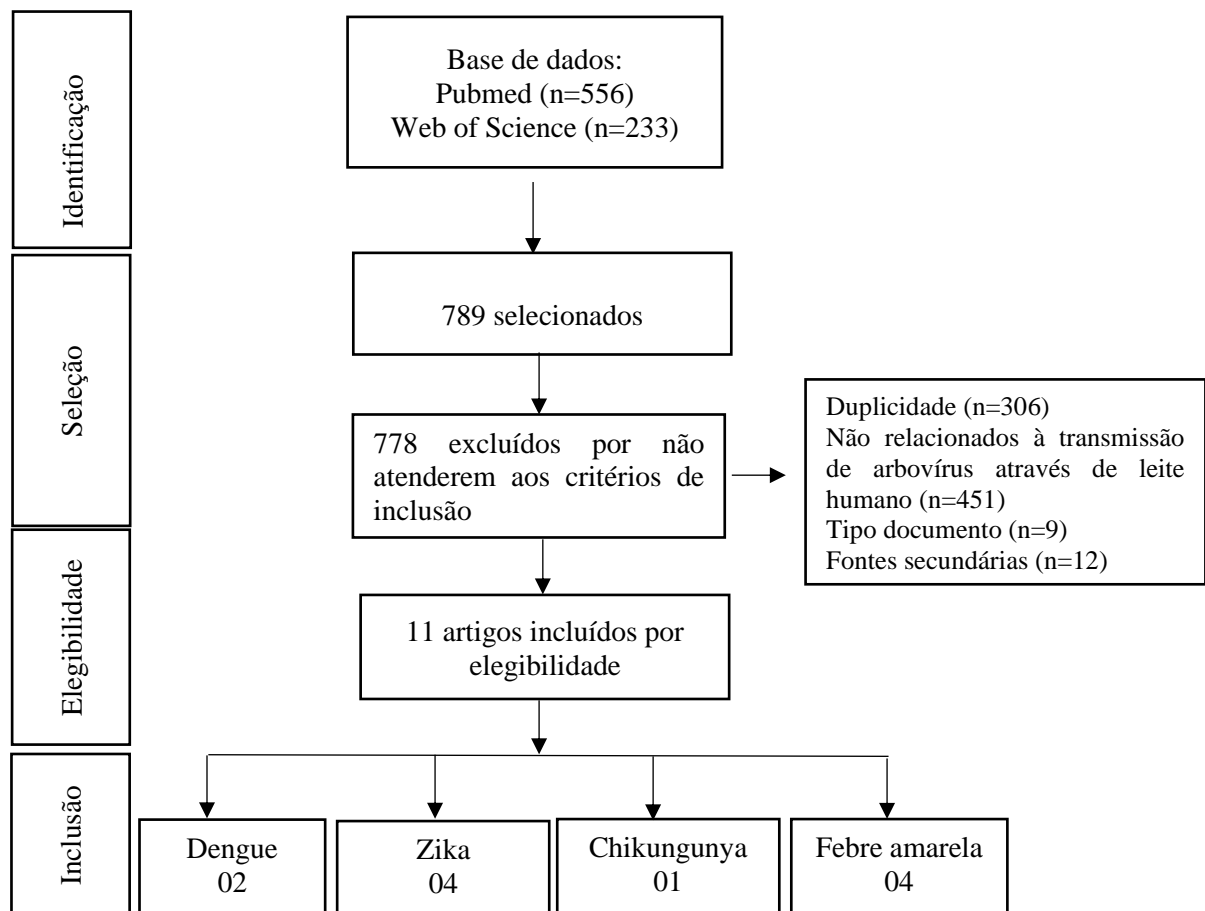 Identificação
Base de dados:
Pubmed (n=556)
Web of Science (n=233)
Seleção
789 selecionados
778 excluídos por não
atenderem aos critérios de
inclusão
Duplicidade (n=306)
Não relacionados à transmissão
de arbovírus através de leite
humano (n=451)
Tipo documento (n=9)
Fontes secundárias (n=12)
Elegibilidade
11 artigos incluídos por
elegibilidade
Inclusão
Dengue
02
Zika
04
Chikungunya
01
Febre amarela
04